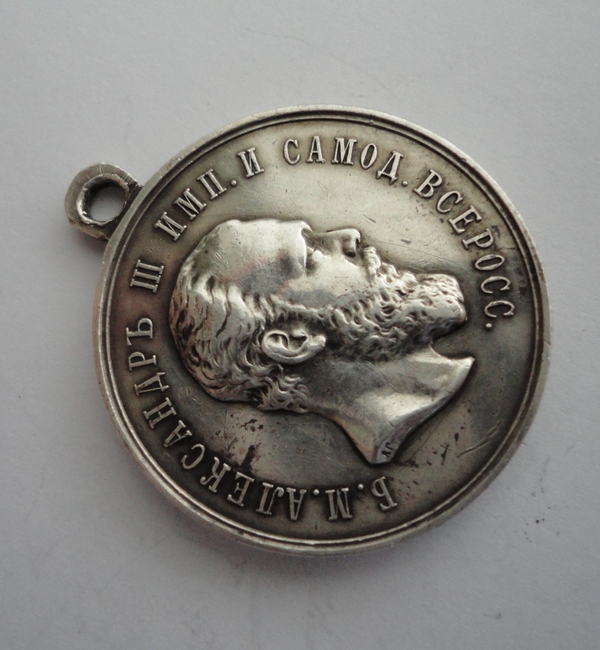 Б. М. АЛЕКСАНДРЪ III ИМП. И САМОД. ВСЕРОСС.